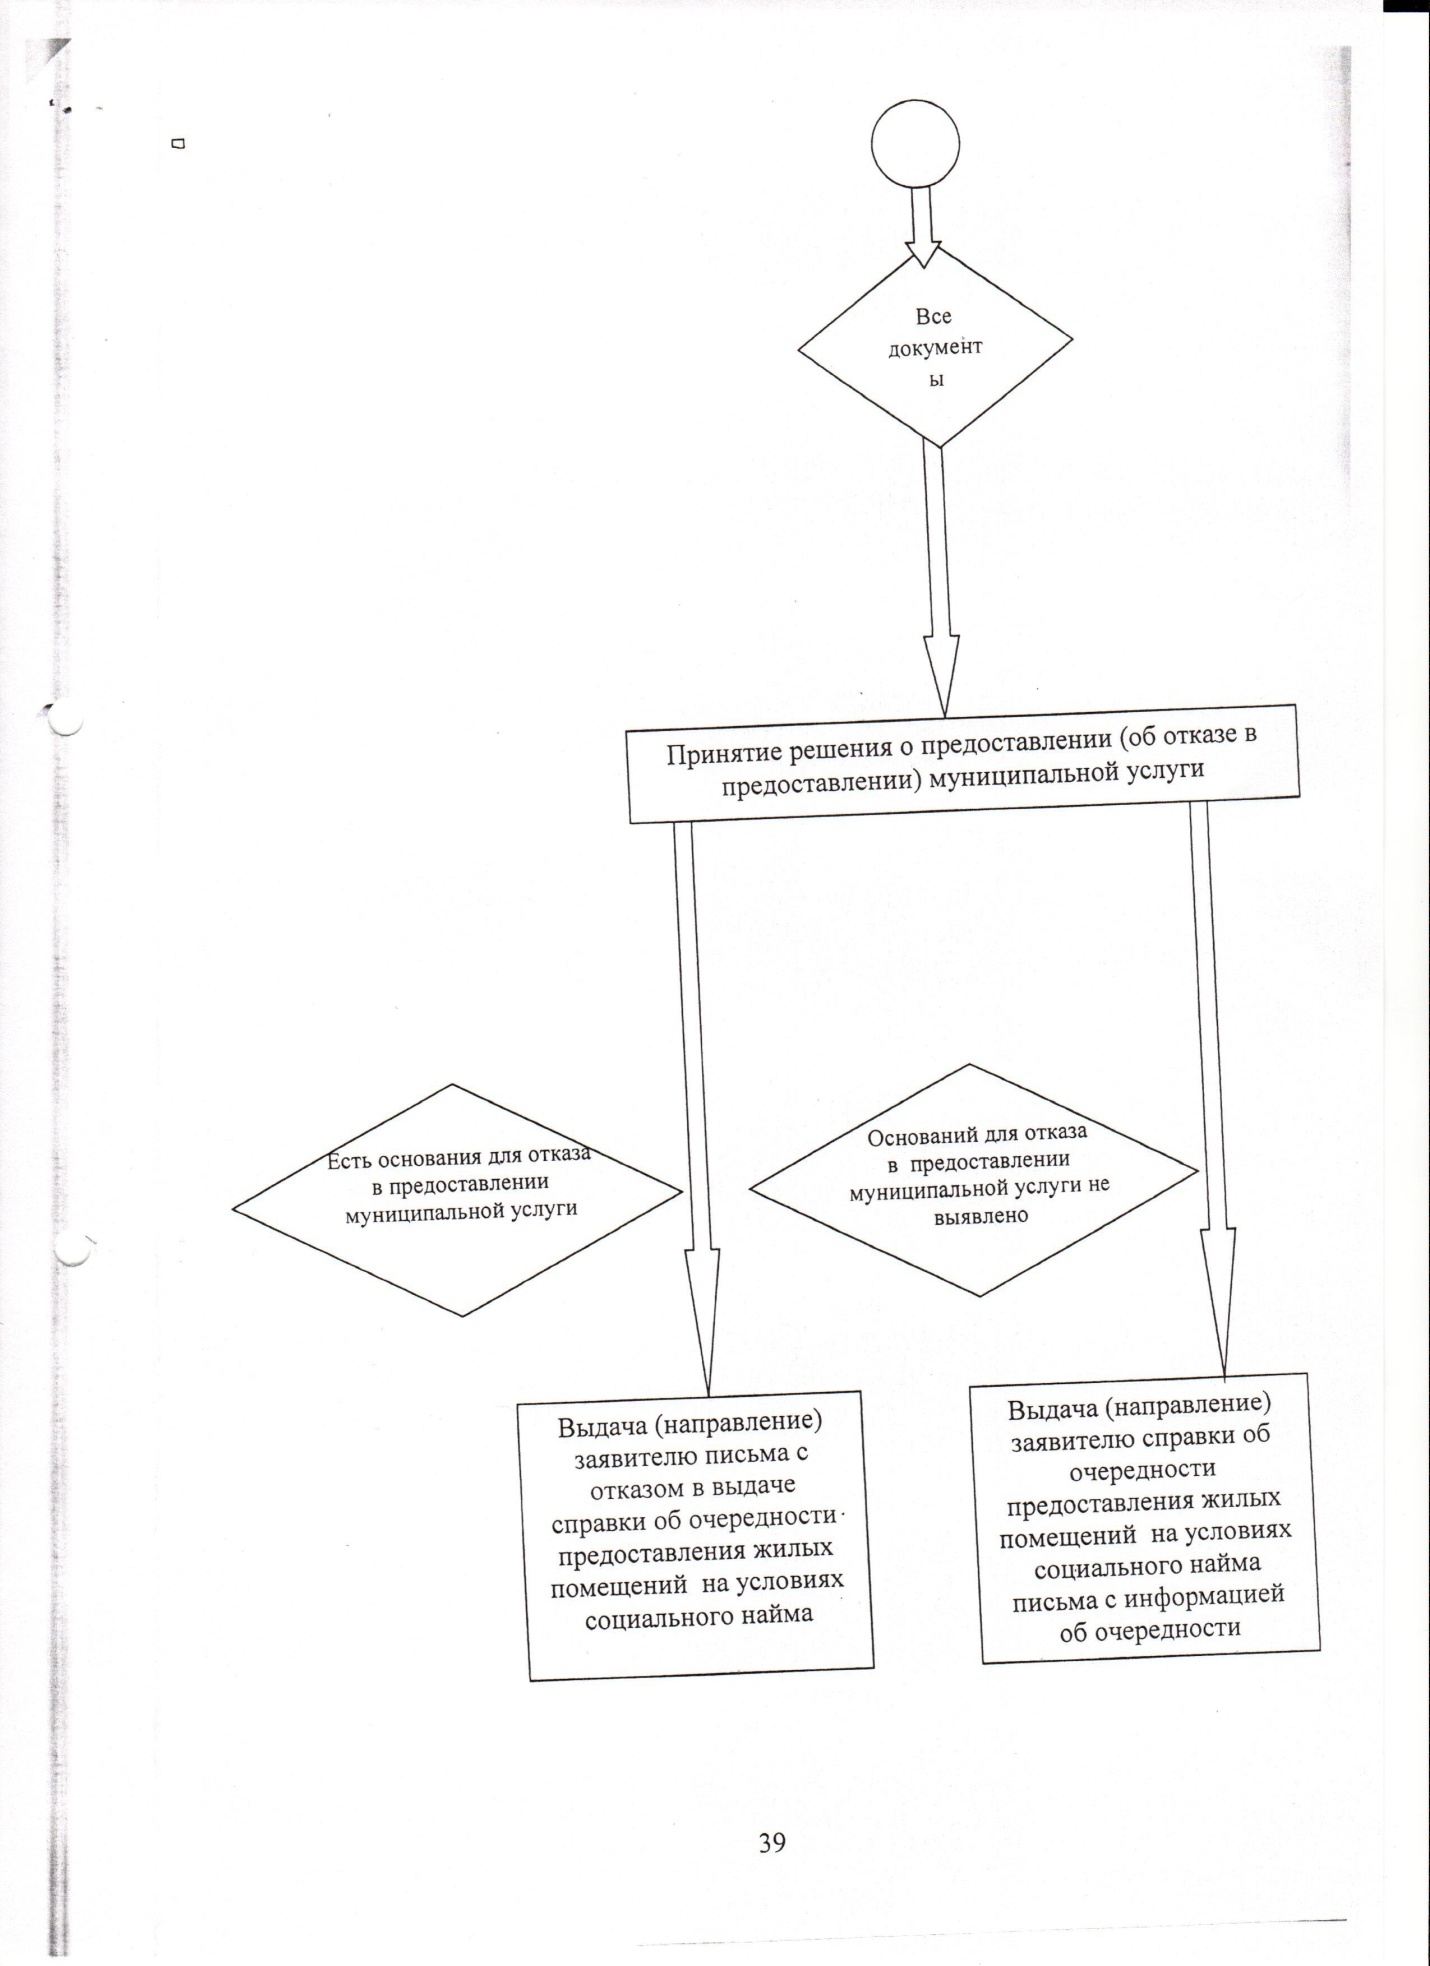 Все
документ
ы
Принятие решения о предоставлении (об отказе в
предоставлении) муниципальной услуги
Есть основания для отказа
в предоставлении
муниципальной услуги
Оснований для отказа
в предоставлении
муниципальной услуги не
выявлено
Выдача (направление)
заявителю письма с
отказом в выдаче
справки об очередности
предоставления жилых
помещений на условиях
социального найма
Выдача (направление)
заявителю справки об
очередности
предоставления жилых
помещений на условиях
социального найма
письма с информацией
об очередности
39